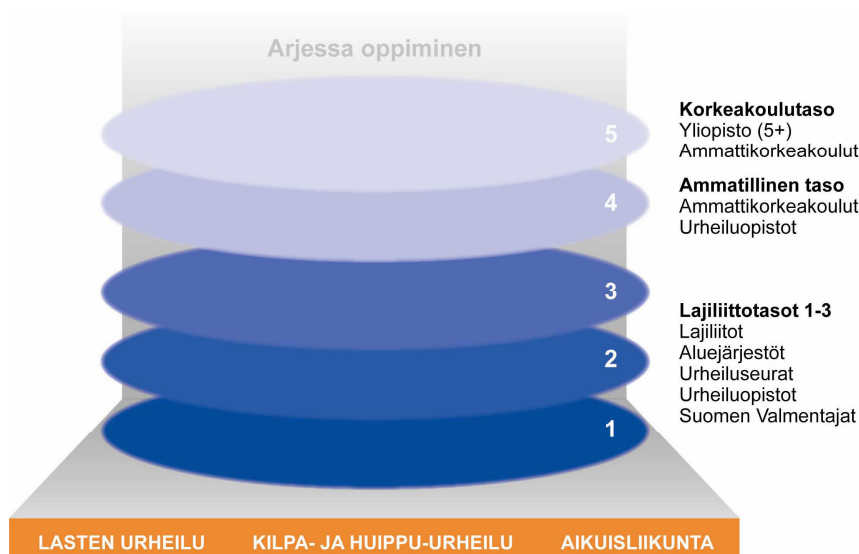 Arjessa oppiminen
5
Korkeakoulutaso
Yliopisto (5+)
Ammattikorkeakoulut
4
Ammatillinen taso
Ammattikorkeakoulut
Urheiluopistot
3
2
1
Lajiliittotasot 1-3
Lajiliitot
Aluejärjestöt
Urheiluseurat
Urheiluopistot
Suomen Valmentajat
LASTEN URHEILU KILPA- JA HUIPPU-URHEILU AIKUISLIIKUNTA